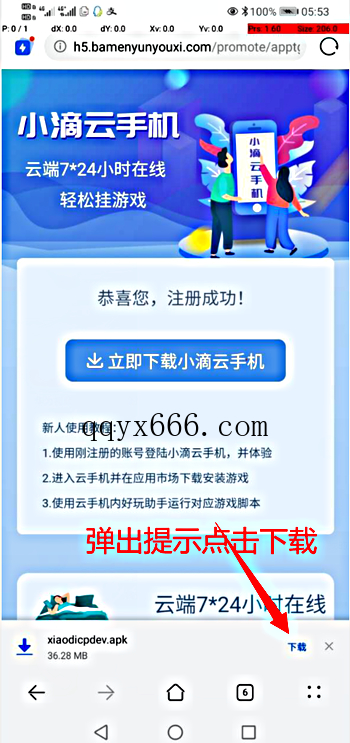 100% 05:53
P: 0 / 1 dX: 0.0 dY: 0.0 Xv: 0.0 Yv: 0.0 Prs: 1.60 Size: 206.0
h5.bamenyunyouxi.com/promote/apptg
小滴云手机
云端7*24小时在线
轻松挂游戏
小滴云手机
恭喜您，注册成功！
立即下载小滴云手机
新人使用教程：
qqyx666.com
1.使用刚注册的账号登陆小滴云手机，并体验
2.进入云手机并在应用市场下载安装游戏
3.使用云手机内好玩助手运行对应游戏脚本
弹出提示点击下载
云端7*24小时在线
xiaodicpdev.apk
36.28 MB
下载
6